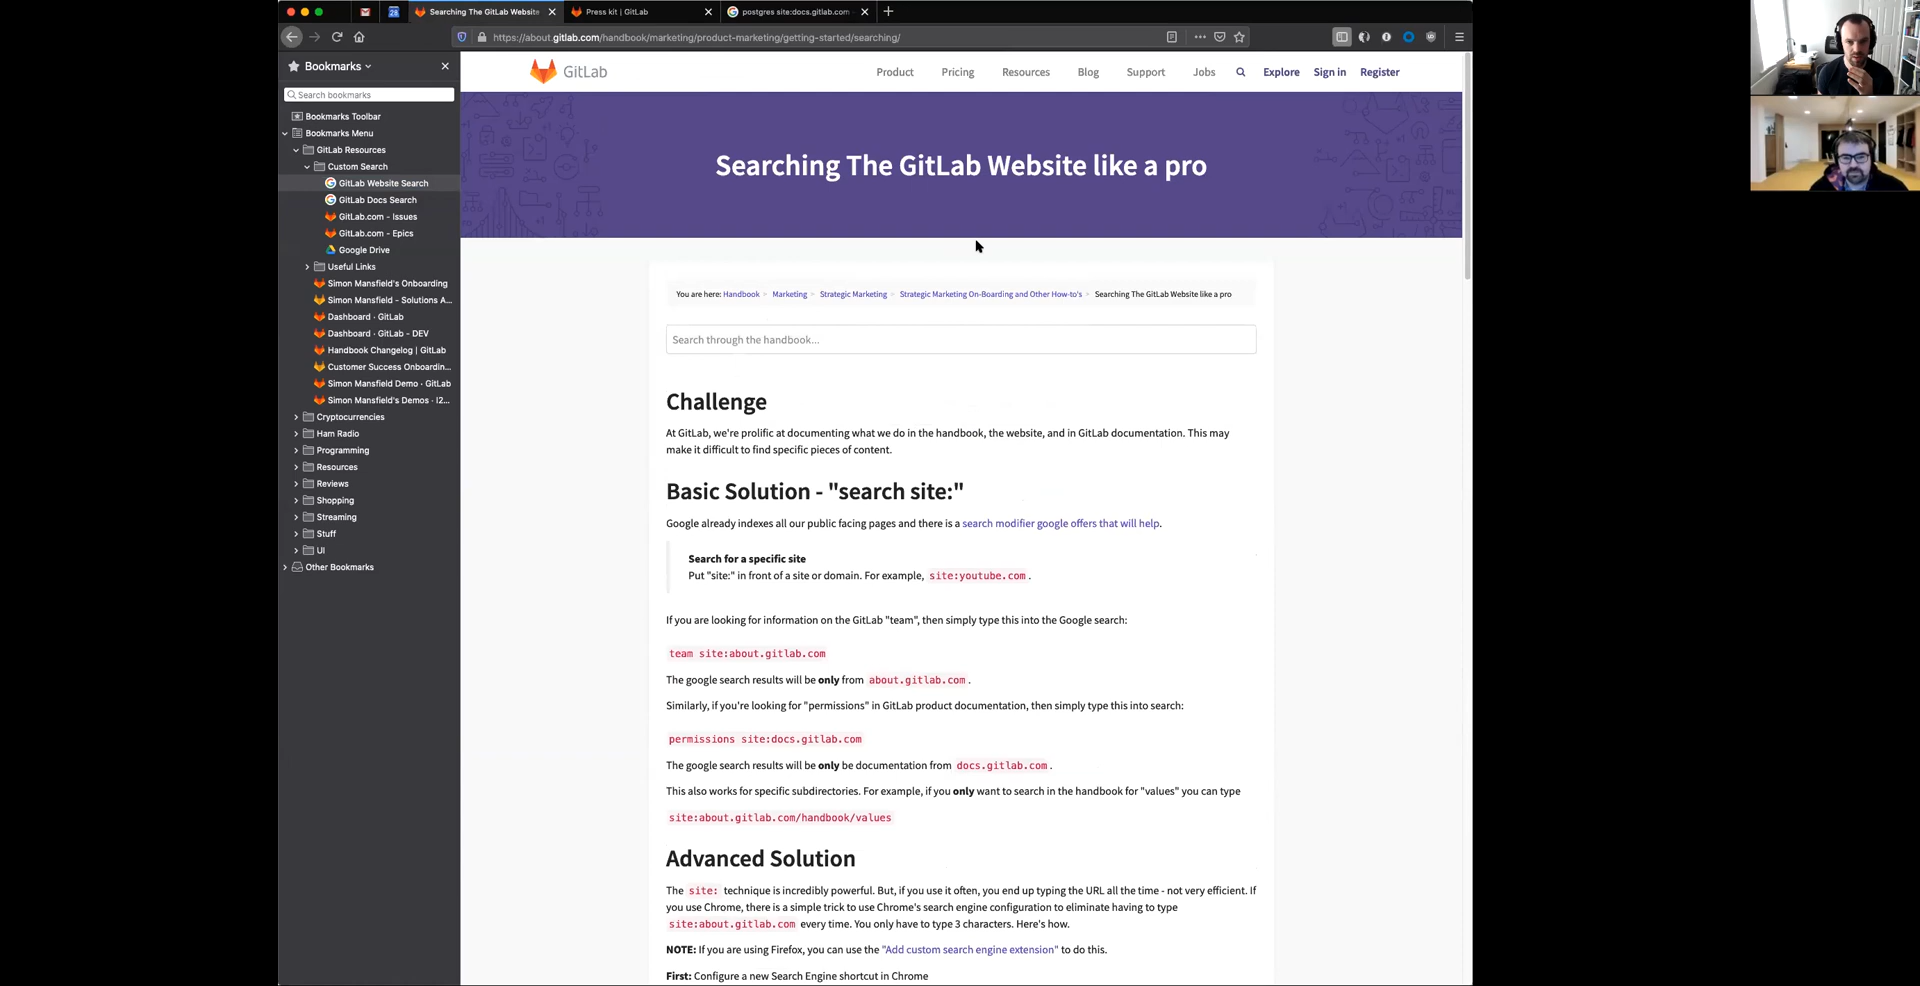 Searching The GitLab Website
Press kit | GitLab
postgres site:docs.gitlab.com
https://about.gitlab.com/handbook/marketing/product-marketing/getting-started/searching/
Bookmarks
Search bookmarks
Bookmarks Toolbar
Bookmarks Menu
GitLab Resources
Custom Search
GitLab Website Search
GitLab Docs Search
GitLab.com - Issues
GitLab.com - Epics
Google Drive
Useful Links
Simon Mansfield's Onboarding
Simon Mansfield - Solutions A...
Dashboard · GitLab
Dashboard · GitLab - DEV
Handbook Changelog | GitLab
Customer Success Onboardin...
Simon Mansfield Demo · GitLab
Simon Mansfield's Demos · I2...
Cryptocurrencies
Ham Radio
Programming
Resources
Reviews
Shopping
Streaming
Stuff
UI
Other Bookmarks
GitLab
Product Pricing Resources Blog Support Jobs Explore Sign in Register
Searching The GitLab Website like a pro
You are here: Handbook > Marketing > Strategic Marketing > Strategic Marketing On-Boarding and Other How-to's > Searching The GitLab Website like a pro
Search through the handbook...
Challenge
At GitLab, we're prolific at documenting what we do in the handbook, the website, and in GitLab documentation. This may
make it difficult to find specific pieces of content.
Basic Solution - "search site:"
Google already indexes all our public facing pages and there is a search modifier google offers that will help.
Search for a specific site
Put "site:" in front of a site or domain. For example, site:youtube.com .
If you are looking for information on the GitLab "team", then simply type this into the Google search:
team site:about.gitlab.com
The google search results will be only from about.gitlab.com .
Similarly, if you're looking for "permissions" in GitLab product documentation, then simply type this into search:
permissions site:docs.gitlab.com
The google search results will be only be documentation from docs.gitlab.com .
This also works for specific subdirectories. For example, if you only want to search in the handbook for "values" you can type
site:about.gitlab.com/handbook/values
Advanced Solution
The site: technique is incredibly powerful. But, if you use it often, you end up typing the URL all the time - not very efficient. If
you use Chrome, there is a simple trick to use Chrome's search engine configuration to eliminate having to type
site:about.gitlab.com every time. You only have to type 3 characters. Here's how.
NOTE: If you are using Firefox, you can use the "Add custom search engine extension" to do this.
First: Configure a new Search Engine shortcut in Chrome